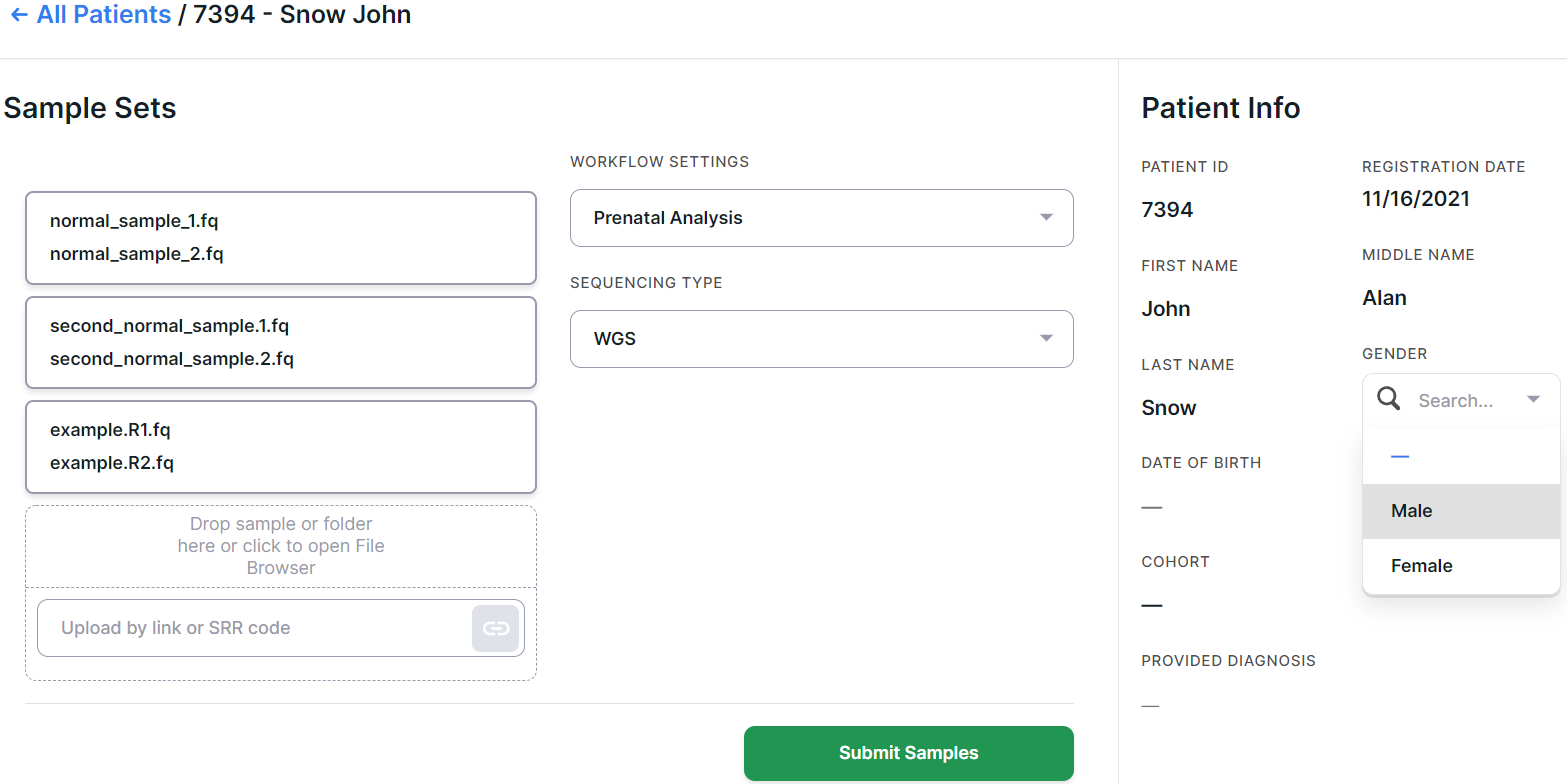 ← All Patients / 7394 - Snow John
Sample Sets
normal_sample_1.fq
normal_sample_2.fq
second_normal_sample.1.fq
second_normal_sample.2.fq
example.R1.fq
example.R2.fq
Drop sample or folder
here or click to open File
Browser
Upload by link or SRR code
WORKFLOW SETTINGS
Prenatal Analysis
SEQUENCING TYPE
WGS
Submit Samples
Patient Info
PATIENT ID
7394
REGISTRATION DATE
11/16/2021
FIRST NAME
John
MIDDLE NAME
Alan
LAST NAME
Snow
GENDER
Search...
—
Male
Female
DATE OF BIRTH
—
COHORT
—
PROVIDED DIAGNOSIS
—